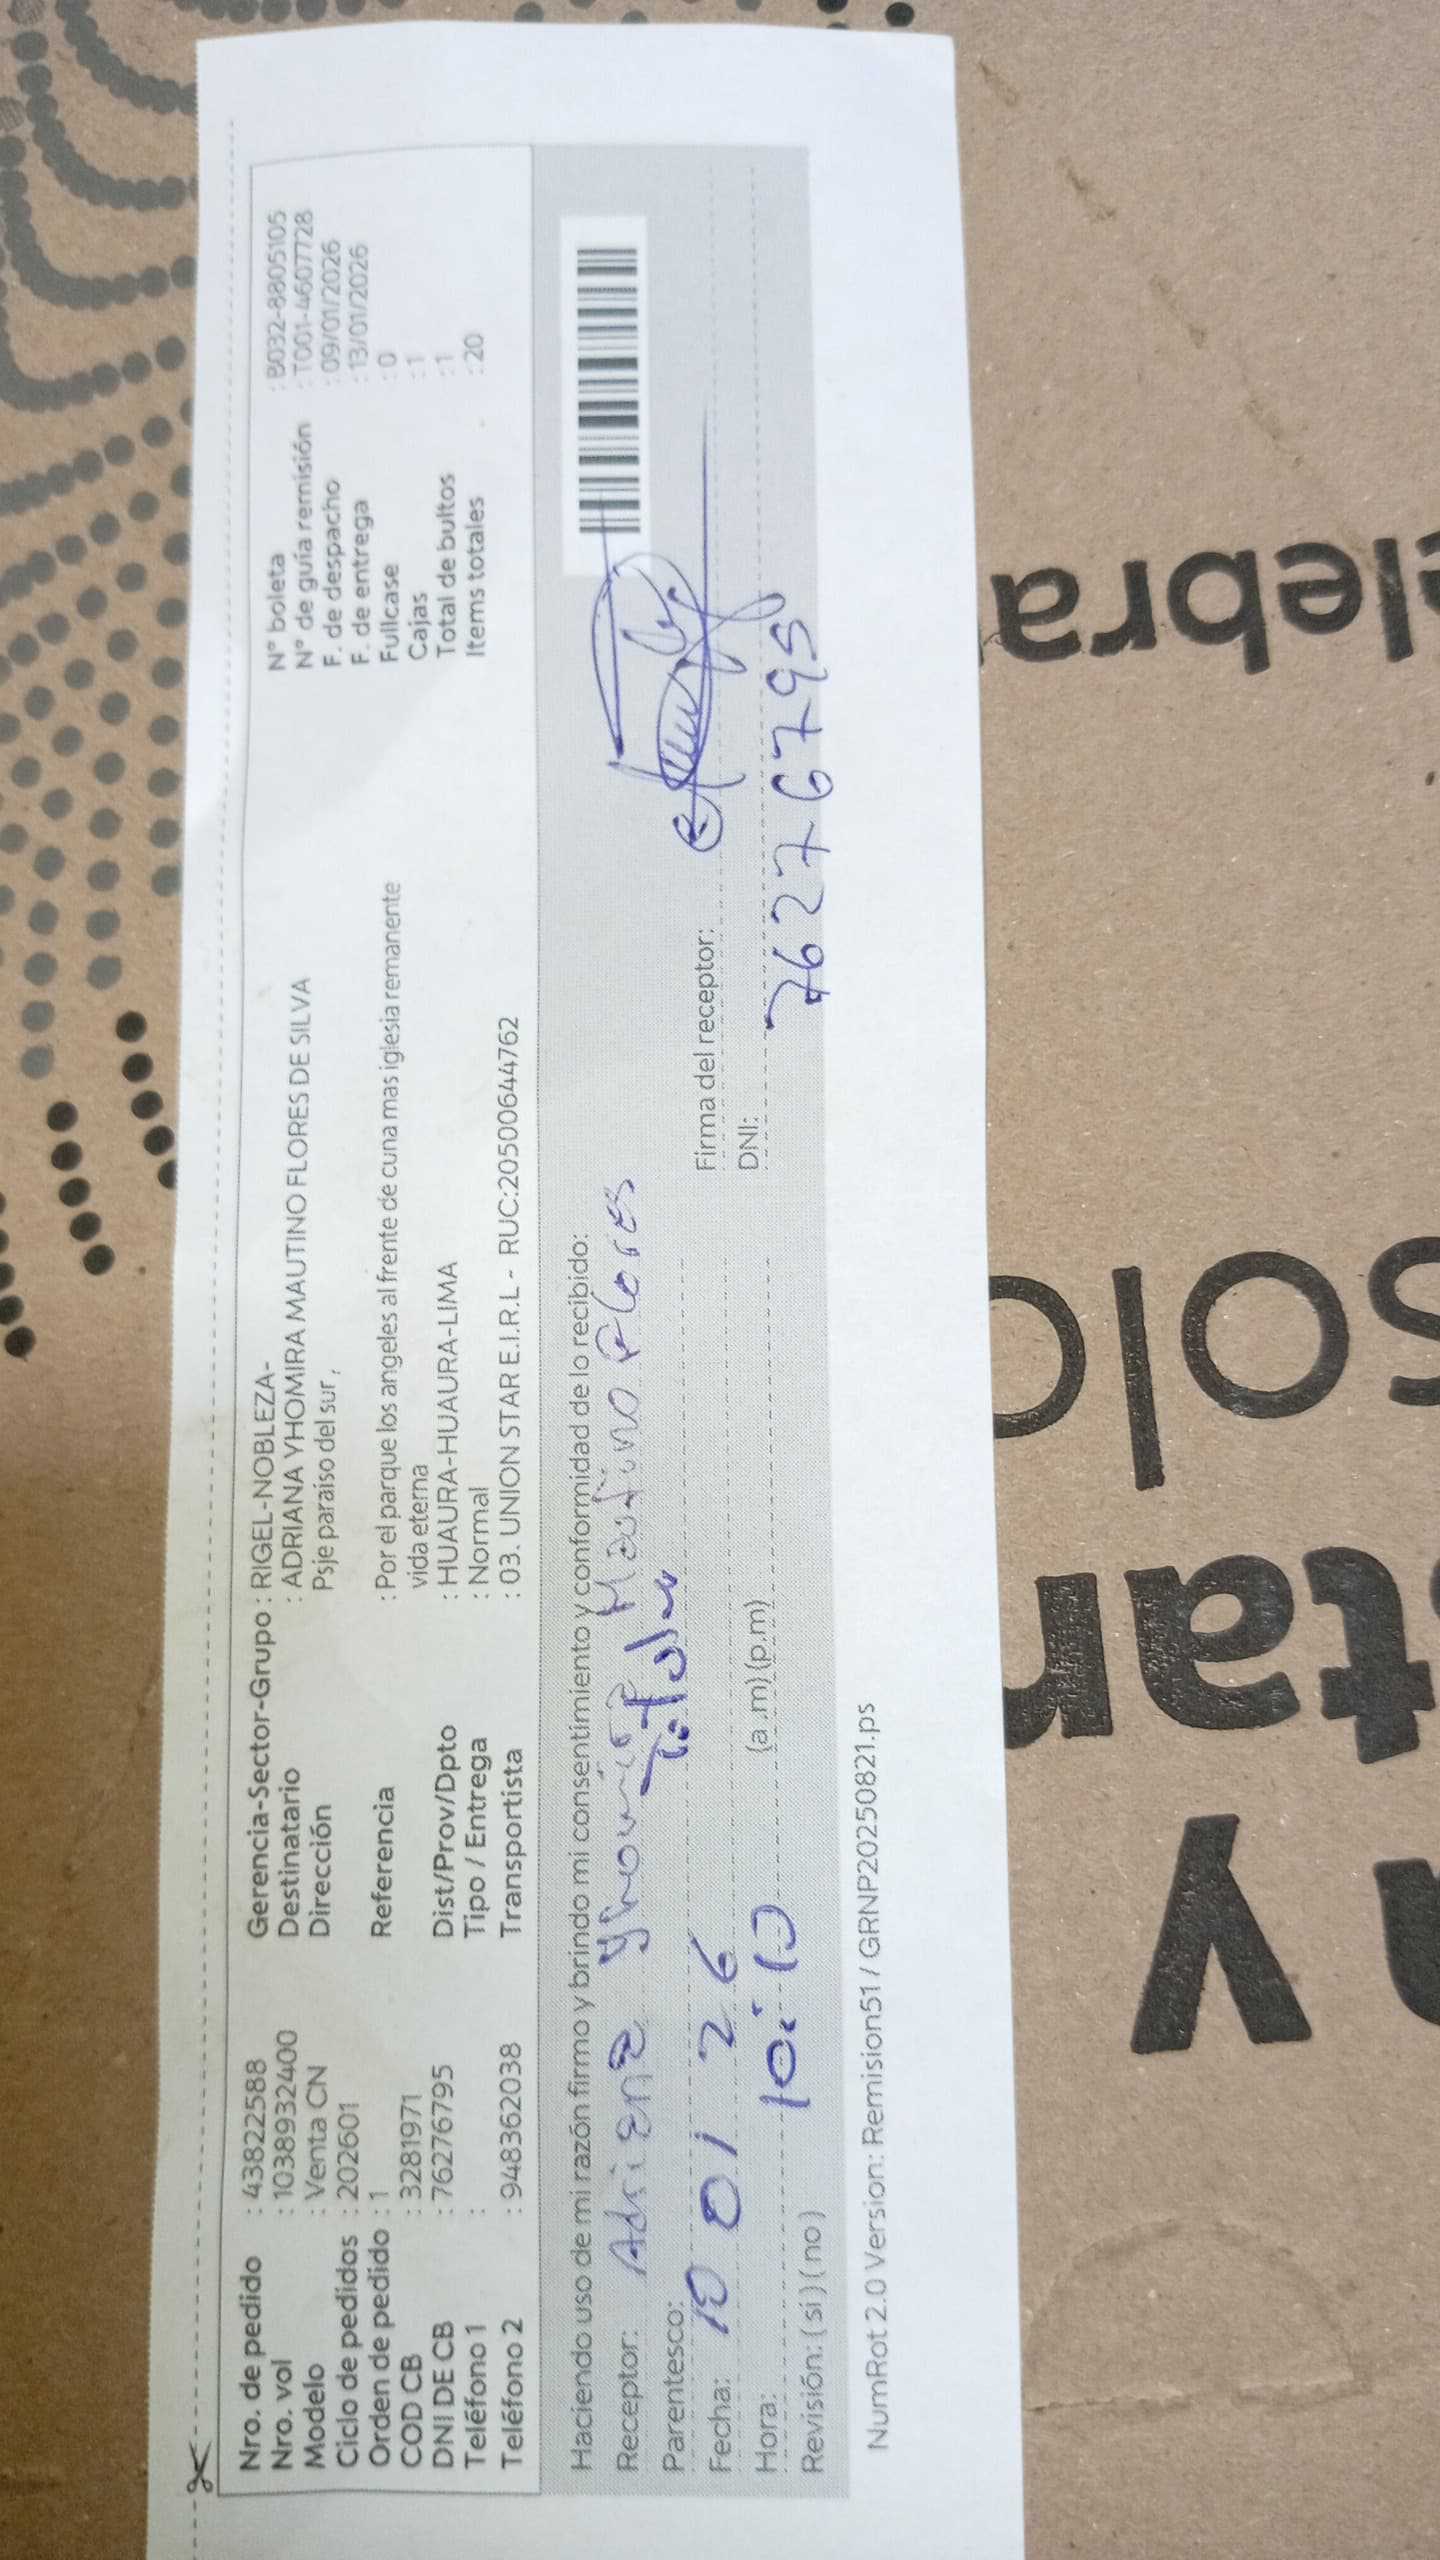 Nro. de pedido : 43822588 Gerencia-Sector-Grupo : RIGEL-NOBLEZA- N° boleta : B032-8805105
Nro. vol : 1038932400 Destinatario : ADRIANA YHOMIRA MAUTINO FLORES DE SILVA N° de guía remisión : T001-4607728
Modelo : Venta CN Dirección Psje paraiso del sur , F. de despacho : 09/01/2026
Ciclo de pedidos : 202601 F. de entrega : 13/01/2026
Orden de pedido : 1 Referencia : Por el parque los angeles al frente de cuna mas iglesia remanente Fullcase : 0
COD CB : 3281971 vida eterna Cajas : 1
DNI DE CB : 76276795 Dist/Prov/Dpto : HUAURA-HUAURA-LIMA Total de bultos : 1
Teléfono 1 : Tipo / Entrega : Normal Items totales : 20
Teléfono 2 : 948362038 Transportista : 03. UNION STAR E.I.R.L - RUC:20500644762
Haciendo uso de mi razón firmo y brindo mi consentimiento y conformidad de lo recibido:
Receptor: Adriana Yhomira Mautino Flores
Parentesco: Titular
Fecha: 10 01 26 Firma del receptor:
Hora: 10:10 (a .m) (p.m) DNI: 76276795
Revisión: ( si ) ( no )
NumRot 2.0 Version: Remision51 / GRNP20250821.ps
elebra
solo
star
y